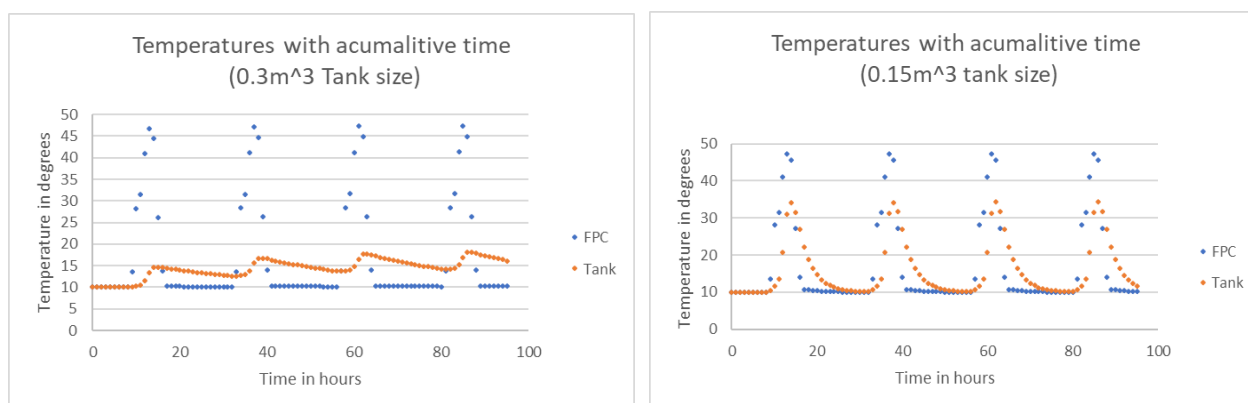 Temperatures with acumalitive time
(0.3m^3 Tank size)
Temperature in degrees
50
45
40
35
30
25
20
15
10
5
0
0 20 40 60 80 100
Time in hours
FPC
Tank
Temperatures with acumalitive time
(0.15m^3 tank size)
Temperature in degrees
50
40
30
20
10
0
0 20 40 60 80 100
Time in hours
FPC
Tank